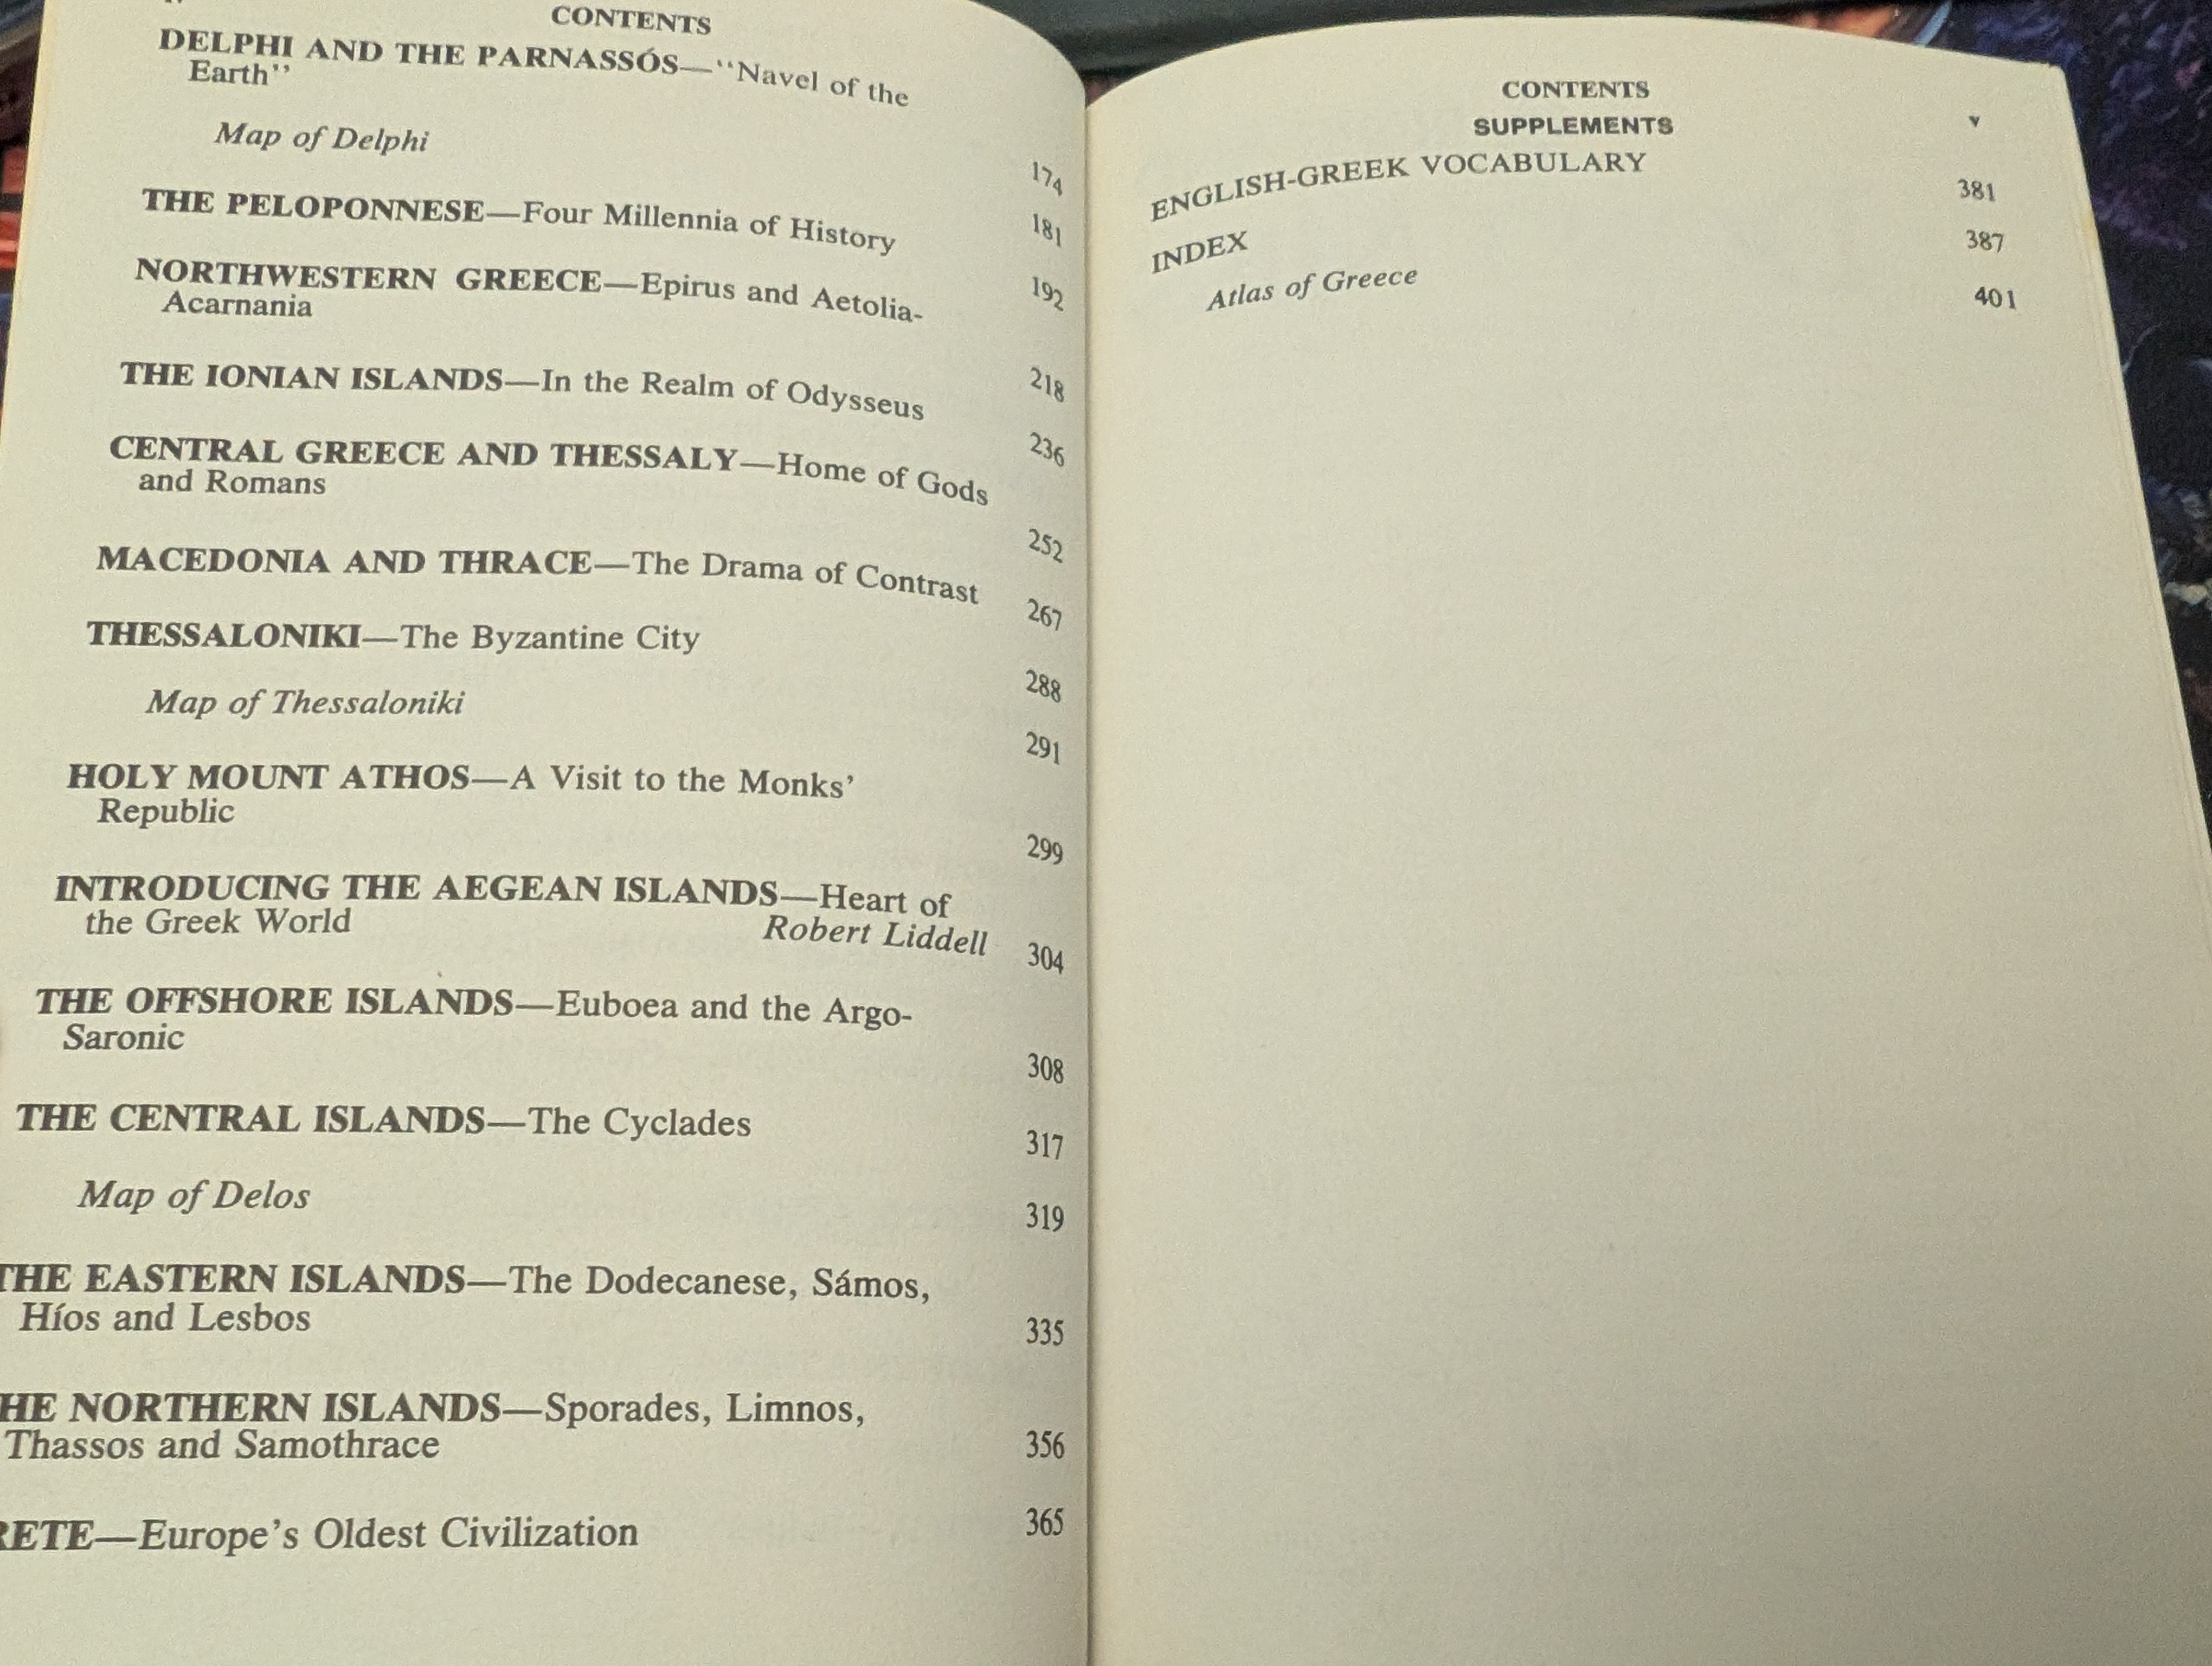 CONTENTS
DELPHI AND THE PARNASSÓS—“Navel of the
Earth” 174
Map of Delphi 181
THE PELOPONNESE—Four Millennia of History 192
NORTHWESTERN GREECE—Epirus and Aetolia-
Acarnania 218
THE IONIAN ISLANDS—In the Realm of Odysseus 236
CENTRAL GREECE AND THESSALY—Home of Gods
and Romans 252
MACEDONIA AND THRACE—The Drama of Contrast 267
THESSALONIKI—The Byzantine City 288
Map of Thessaloniki 291
HOLY MOUNT ATHOS—A Visit to the Monks’
Republic 299
INTRODUCING THE AEGEAN ISLANDS—Heart of
the Greek World Robert Liddell 304
THE OFFSHORE ISLANDS—Euboea and the Argo-
Saronic 308
THE CENTRAL ISLANDS—The Cyclades 317
Map of Delos 319
THE EASTERN ISLANDS—The Dodecanese, Sámos,
Híos and Lesbos 335
HE NORTHERN ISLANDS—Sporades, Limnos,
Thassos and Samothrace 356
RETE—Europe’s Oldest Civilization 365
CONTENTS v
SUPPLEMENTS
ENGLISH-GREEK VOCABULARY 381
INDEX 387
Atlas of Greece 401